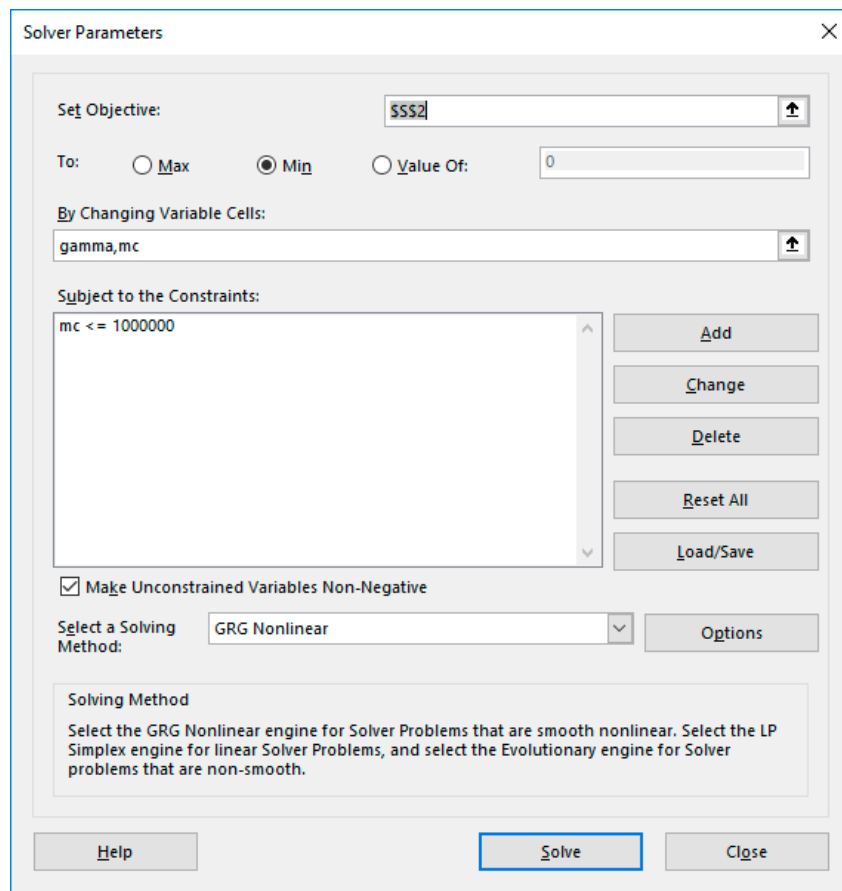 Solver Parameters
Set Objective:
$S$2
To:
Max
Min
Value Of:
0
By Changing Variable Cells:
gamma,mc
Subject to the Constraints:
mc <= 1000000
Add
Change
Delete
Reset All
Load/Save
Make Unconstrained Variables Non-Negative
Select a Solving
Method:
GRG Nonlinear
Options
Solving Method
Select the GRG Nonlinear engine for Solver Problems that are smooth nonlinear. Select the LP
Simplex engine for linear Solver Problems, and select the Evolutionary engine for Solver
problems that are non-smooth.
Help
Solve
Close